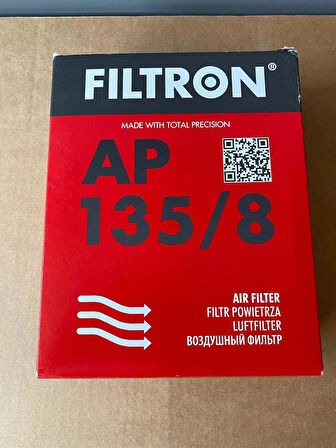 FILTRON®
MADE WITH TOTAL PRECISION
AP
135/8
AIR FILTER
FILTR POWIETRZA
LUFTFILTER
ВОЗДУШНЫЙ ФИЛЬТР